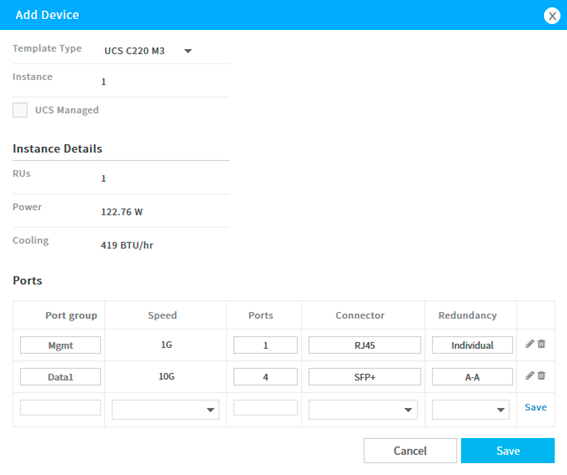 Add Device
X
Template Type UCS C220 M3
Instance 1
UCS Managed
Instance Details
RUs 1
Power 122.76 W
Cooling 419 BTU/hr
Ports
Port group Speed Ports Connector Redundancy
Mgmt 1G 1 RJ45 Individual
Data1 10G 4 SFP+ A-A
Save
Cancel Save